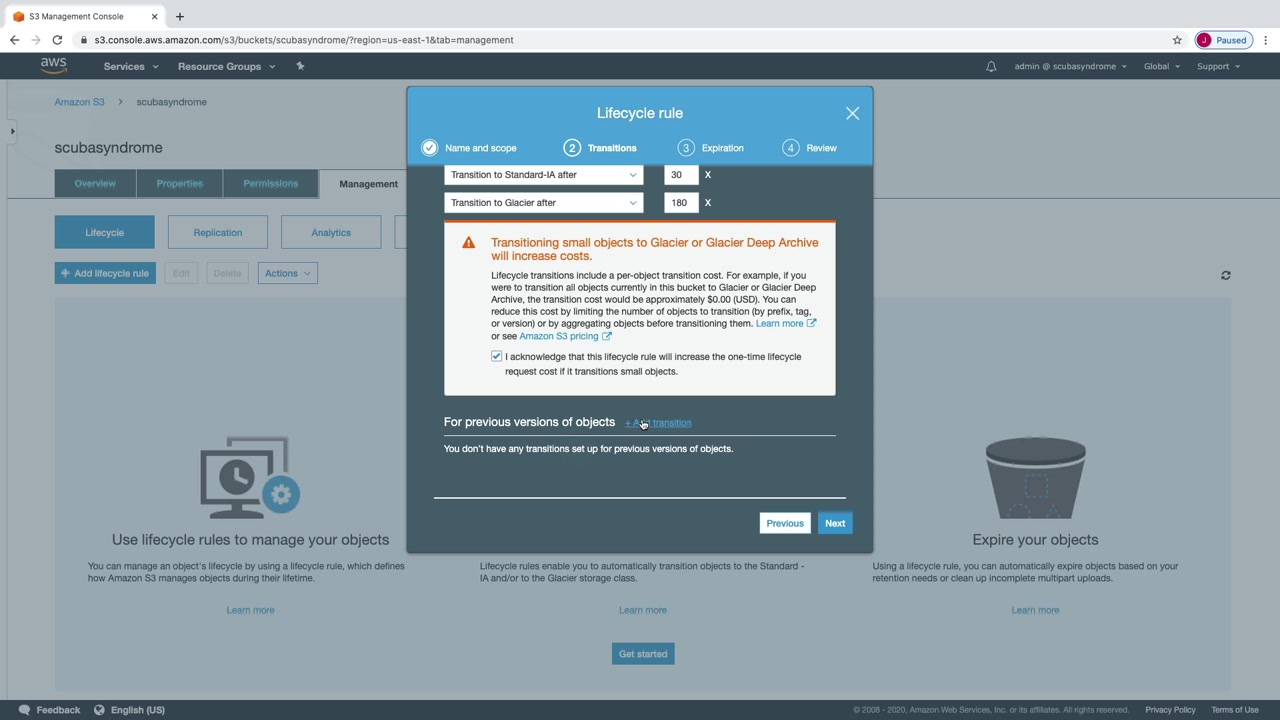 S3 Management Console
s3.console.aws.amazon.com/s3/buckets/scubasyndrome/?region=us-east-1&tab=management
J Paused
aws Services Resource Groups admin @ scubasyndrome Global Support
Amazon S3 > scubasyndrome
scubasyndrome
Overview Properties Permissions Management
Lifecycle Replication Analytics
+ Add lifecycle rule Edit Delete Actions
Lifecycle rule
Name and scope 2 Transitions 3 Expiration 4 Review
Transition to Standard-IA after 30 X
Transition to Glacier after 180 X
Transitioning small objects to Glacier or Glacier Deep Archive
will increase costs.
Lifecycle transitions include a per-object transition cost. For example, if you
were to transition all objects currently in this bucket to Glacier or Glacier Deep
Archive, the transition cost would be approximately $0.00 (USD). You can
reduce this cost by limiting the number of objects to transition (by prefix, tag,
or version) or by aggregating objects before transitioning them. Learn more
or see Amazon S3 pricing
I acknowledge that this lifecycle rule will increase the one-time lifecycle
request cost if it transitions small objects.
For previous versions of objects + Add transition
You don't have any transitions set up for previous versions of objects.
Previous Next
Use lifecycle rules to manage your objects
You can manage an object's lifecycle by using a lifecycle rule, which defines
how Amazon S3 manages objects during their lifetime.
Learn more
Lifecycle rules enable you to automatically transition objects to the Standard -
IA and/or to the Glacier storage class.
Learn more
Expire your objects
Using a lifecycle rule, you can automatically expire objects based on your
retention needs or clean up incomplete multipart uploads.
Learn more
Get started
Feedback English (US) © 2008 - 2020, Amazon Web Services, Inc. or its affiliates. All rights reserved. Privacy Policy Terms of Use